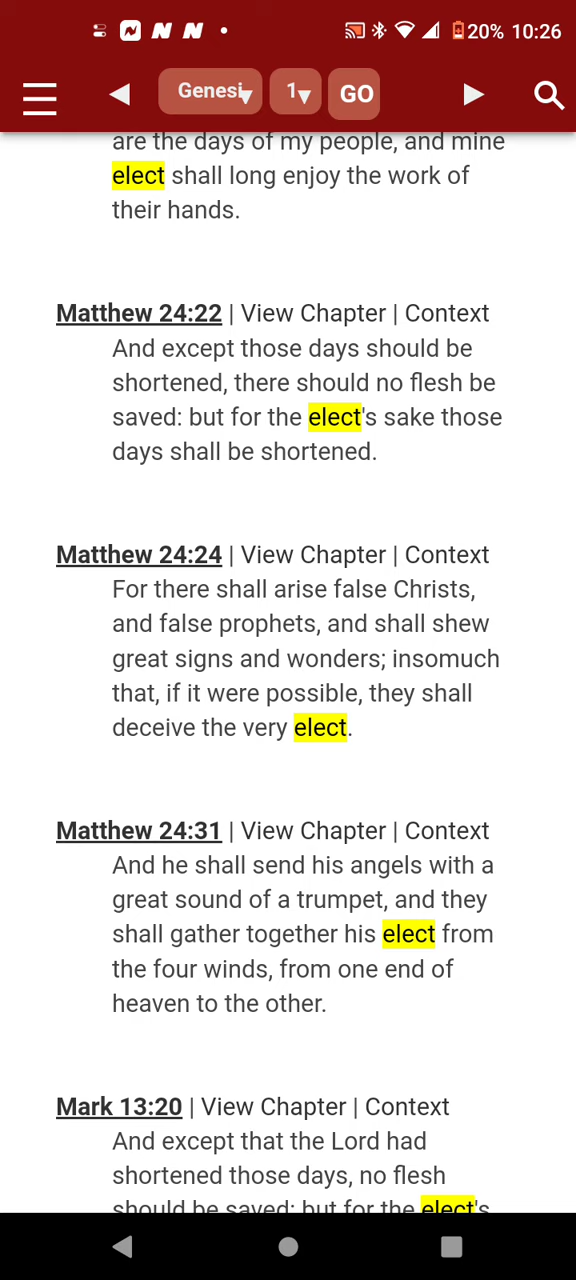 20% 10:26
Genesi 1 GO
are the days of my people, and mine
elect shall long enjoy the work of
their hands.
Matthew 24:22 | View Chapter | Context
And except those days should be
shortened, there should no flesh be
saved: but for the elect's sake those
days shall be shortened.
Matthew 24:24 | View Chapter | Context
For there shall arise false Christs,
and false prophets, and shall shew
great signs and wonders; insomuch
that, if it were possible, they shall
deceive the very elect.
Matthew 24:31 | View Chapter | Context
And he shall send his angels with a
great sound of a trumpet, and they
shall gather together his elect from
the four winds, from one end of
heaven to the other.
Mark 13:20 | View Chapter | Context
And except that the Lord had
shortened those days, no flesh
should be saved: but for the elect's